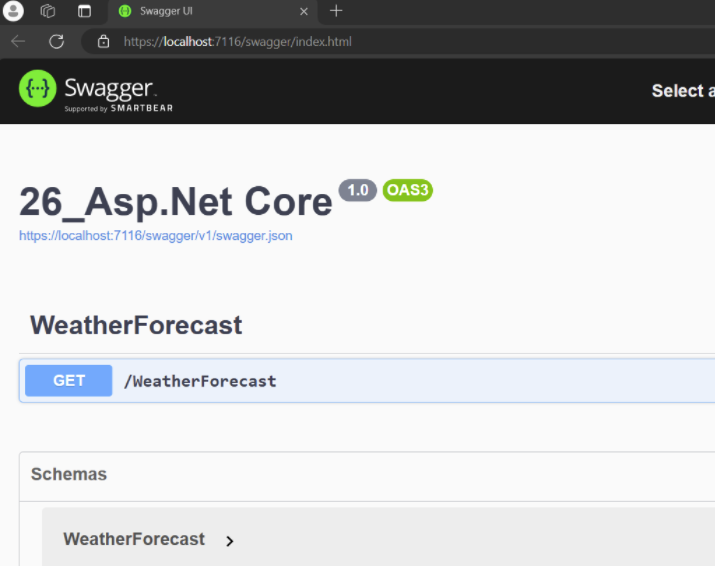 Swagger UI
https://localhost:7116/swagger/index.html
{...} Swagger.
Supported by SMARTBEAR
Select a
26_Asp.Net Core 1.0 OAS3
https://localhost:7116/swagger/v1/swagger.json
WeatherForecast
GET /WeatherForecast
Schemas
WeatherForecast